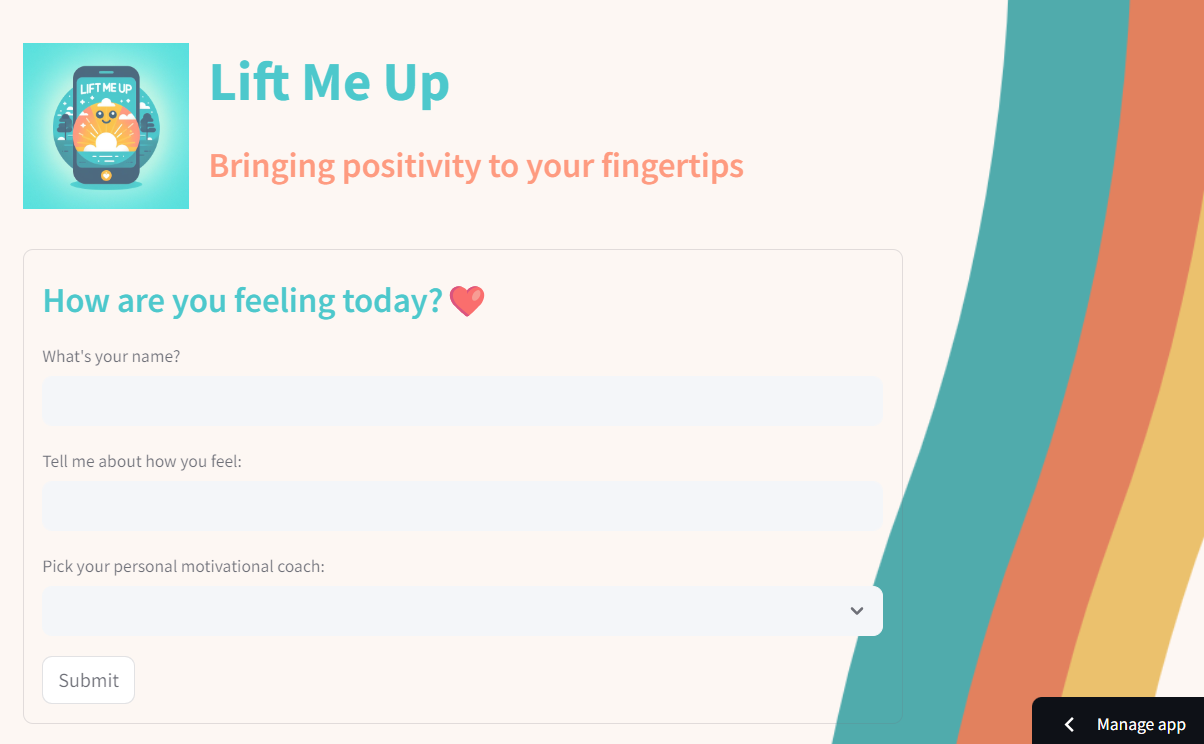 LIFT ME UP
Lift Me Up
Bringing positivity to your fingertips
How are you feeling today? ❤️
What's your name?
Tell me about how you feel:
Pick your personal motivational coach:
Submit
Manage app